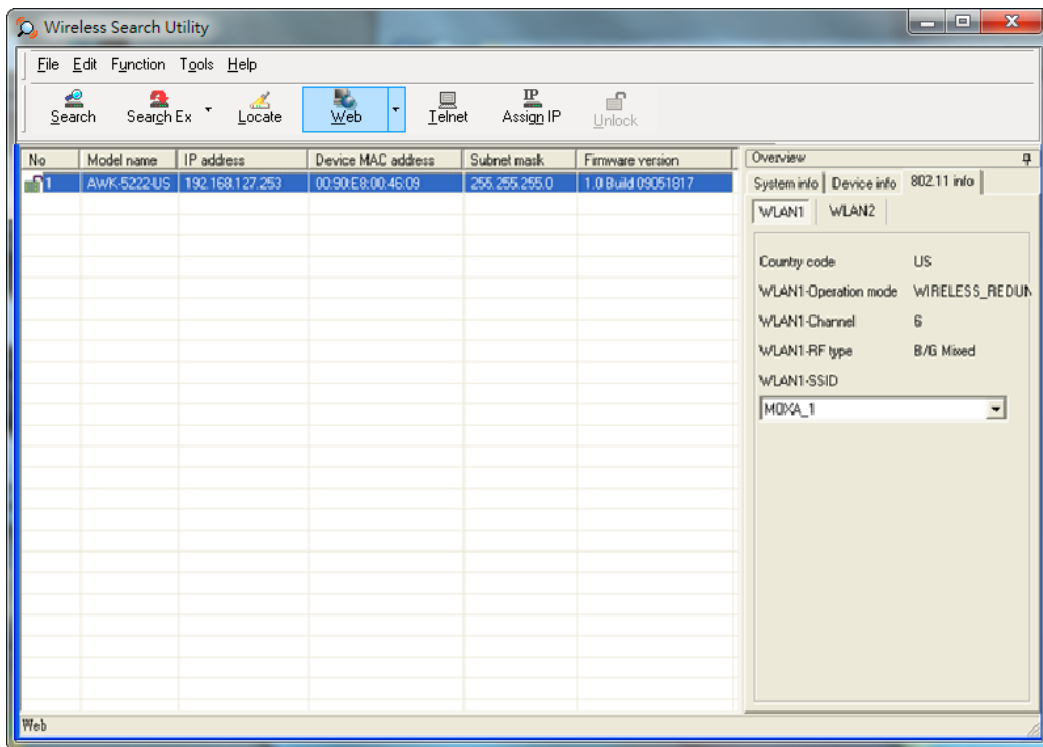 Wireless Search Utility
File Edit Function Tools Help
Search Search Ex Locate Web Telnet IP Assign IP Unlock
No Model name IP address Device MAC address Subnet mask Firmware version
1 AWK-5222-US 192.168.127.253 00:90:E8:00:46:09 255.255.255.0 1.0 Build 09051817
Overview
System info Device info 802.11 info
WLAN1 WLAN2
Country code US
WLAN1-Operation mode WIRELESS_REDUN
WLAN1-Channel 6
WLAN1-RF type B/G Mixed
WLAN1-SSID
MOXA_1
Web